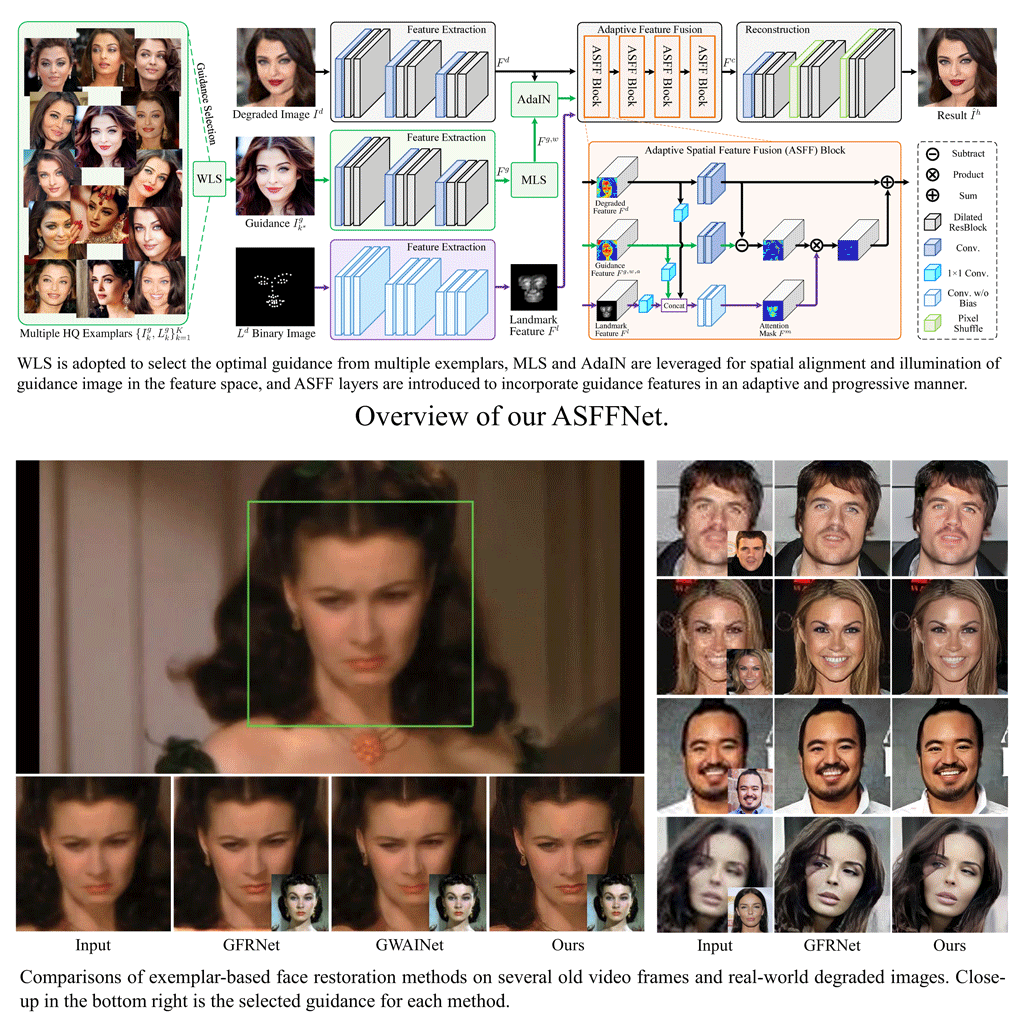 Feature Extraction
Adaptive Feature Fusion
Reconstruction
Guidance Selection
F^d
F^c
ASFF Block
ASFF Block
ASFF Block
ASFF Block
Degraded Image I^d
AdaIN
Result Î^h
F^{g,w}
Feature Extraction
F^g
WLS
MLS
Adaptive Spatial Feature Fusion (ASFF) Block
Subtract
Product
Sum
Dilated
ResBlock
Conv.
1×1 Conv.
Conv. w/o
Bias
Pixel
Shuffle
Degraded
Feature F^d
Guidance I^g_{k*}
Feature Extraction
Guidance
Feature F^{g,w,a}
Concat
Landmark
Feature F^l
Attention
Mask F^m
Multiple HQ Examplars {I^g_k, L^g_k}^K_{k=1}
L^d Binary Image
Landmark
Feature F^l
WLS is adopted to select the optimal guidance from multiple exemplars, MLS and AdaIN are leveraged for spatial alignment and illumination of
guidance image in the feature space, and ASFF layers are introduced to incorporate guidance features in an adaptive and progressive manner.
Overview of our ASFFNet.
Input
GFRNet
GWAINet
Ours
Input
GFRNet
Ours
Comparisons of exemplar-based face restoration methods on several old video frames and real-world degraded images. Close-
up in the bottom right is the selected guidance for each method.